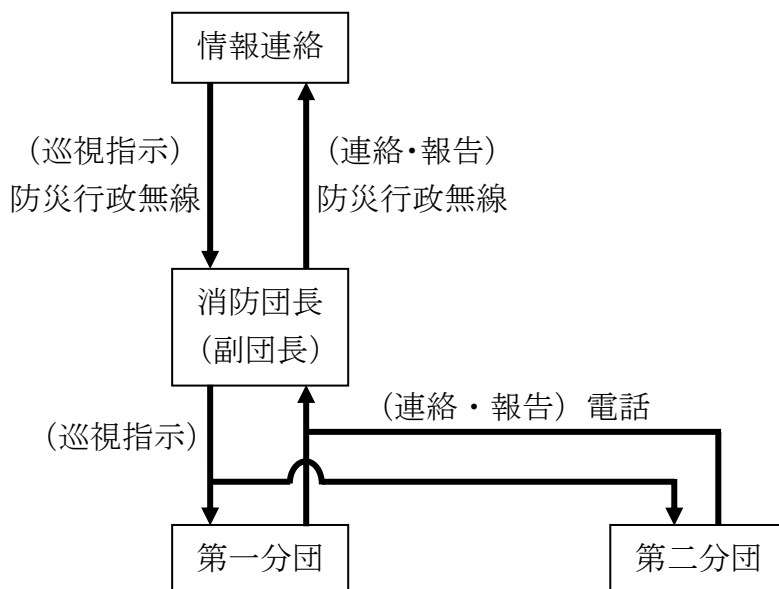 情報連絡
（巡視指示）
防災行政無線
（連絡・報告）
防災行政無線
消防団長
（副団長）
（巡視指示）
（連絡・報告）電話
第一分団
第二分団